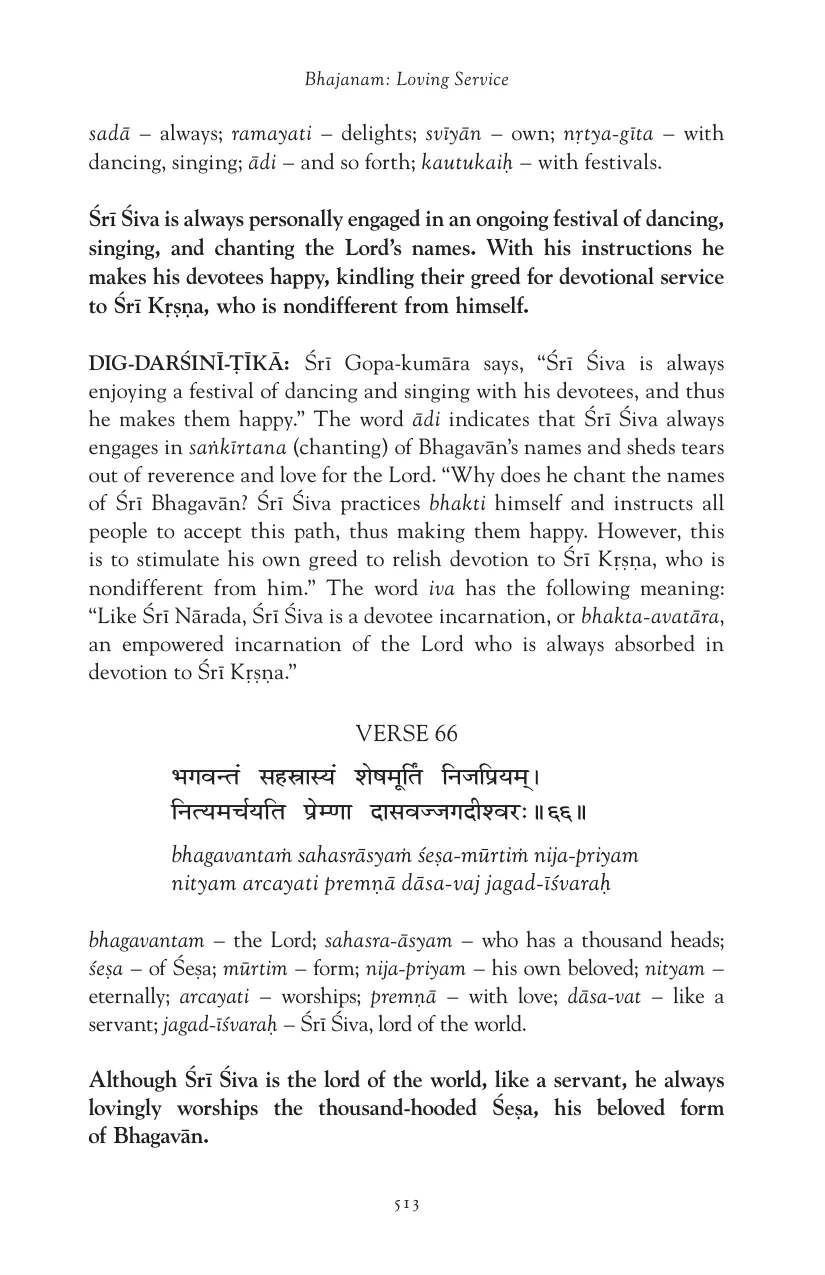 Bhajanam: Loving Service
sadā – always; ramayati – delights; svīyān – own; nṛtya-gīta – with
dancing, singing; ādi – and so forth; kautukaiḥ – with festivals.
Śrī Śiva is always personally engaged in an ongoing festival of dancing,
singing, and chanting the Lord’s names. With his instructions he
makes his devotees happy, kindling their greed for devotional service
to Śrī Kṛṣṇa, who is nondifferent from himself.
DIG-DARŚINĪ-ṬĪKĀ: Śrī Gopa-kumāra says, “Śrī Śiva is always
enjoying a festival of dancing and singing with his devotees, and thus
he makes them happy.” The word ādi indicates that Śrī Śiva always
engages in saṅkīrtana (chanting) of Bhagavān’s names and sheds tears
out of reverence and love for the Lord. “Why does he chant the names
of Śrī Bhagavān? Śrī Śiva practices bhakti himself and instructs all
people to accept this path, thus making them happy. However, this
is to stimulate his own greed to relish devotion to Śrī Kṛṣṇa, who is
nondifferent from him.” The word iva has the following meaning:
“Like Śrī Nārada, Śrī Śiva is a devotee incarnation, or bhakta-avatāra,
an empowered incarnation of the Lord who is always absorbed in
devotion to Śrī Kṛṣṇa.”
VERSE 66
भगवन्तं सहस्रास्यं शेषमूर्तिं निजप्रियम्।
नित्यमर्चयति प्रेम्णा दासवज्जगदीश्वरः॥६६॥
bhagavantaṁ sahasrāsyaṁ śeṣa-mūrtiṁ nija-priyam
nityam arcayati premṇā dāsa-vaj jagad-īśvaraḥ
bhagavantam – the Lord; sahasra-āsyam – who has a thousand heads;
śeṣa – of Śeṣa; mūrtim – form; nija-priyam – his own beloved; nityam –
eternally; arcayati – worships; premṇā – with love; dāsa-vat – like a
servant; jagad-īśvaraḥ – Śrī Śiva, lord of the world.
Although Śrī Śiva is the lord of the world, like a servant, he always
lovingly worships the thousand-hooded Śeṣa, his beloved form
of Bhagavān.
513